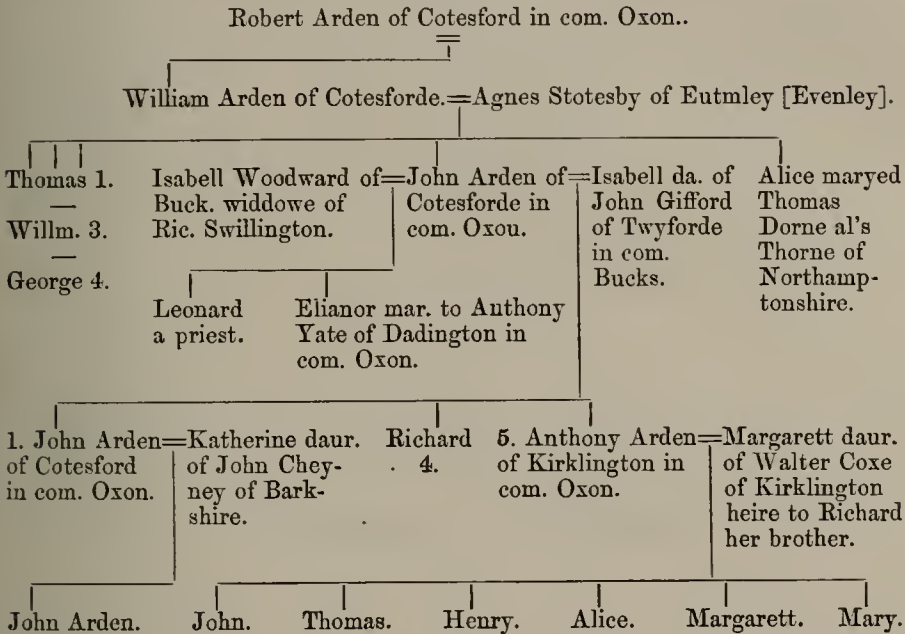 Robert Arden of Cotesford in com. Oxon..
William Arden of Cotesforde.=Agnes Stotesby of Eutmley [Evenley].
Thomas 1.
—
Willm. 3.
—
George 4.
Isabell Woodward of
Buck. widdowe of
Ric. Swillington.
=John Arden of
Cotesforde in
com. Oxou.
=Isabell da. of
John Gifford
of Twyforde
in com.
Bucks.
Alice maryed
Thomas
Dorne al's
Thorne of
Northamp-
tonshire.
Leonard
a priest.
Elianor mar. to Anthony
Yate of Dadington in
com. Oxon.
1. John Arden
of Cotesford
in com. Oxon.
=Katherine daur.
of John Chey-
ney of Bark-
shire.
Richard
4.
5. Anthony Arden
of Kirklington in
com. Oxon.
=Margarett daur.
of Walter Coxe
of Kirklington
heire to Richard
her brother.
John Arden.
John.
Thomas.
Henry.
Alice.
Margarett.
Mary.